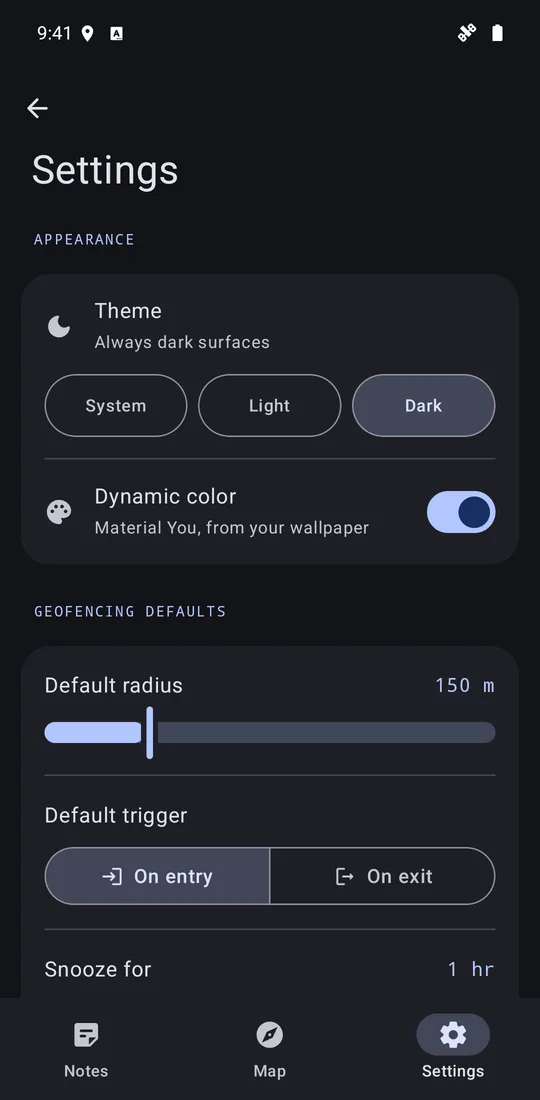 9:41
Settings
APPEARANCE
Theme
Always dark surfaces
System Light Dark
Dynamic color
Material You, from your wallpaper
GEOFENCING DEFAULTS
Default radius 150 m
Default trigger
On entry On exit
Snooze for 1 hr
Notes Map Settings